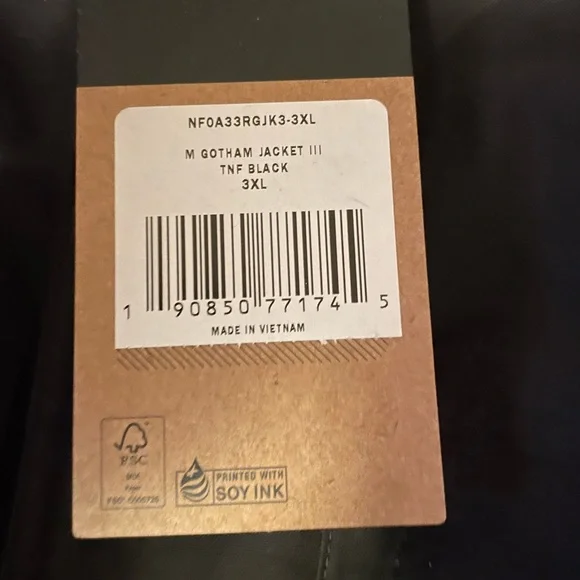 NF0A33RGJK3-3XL
M GOTHAM JACKET III
TNF BLACK
3XL
1 90850 77174 5
MADE IN VIETNAM
FSC
PRINTED WITH
SOY INK